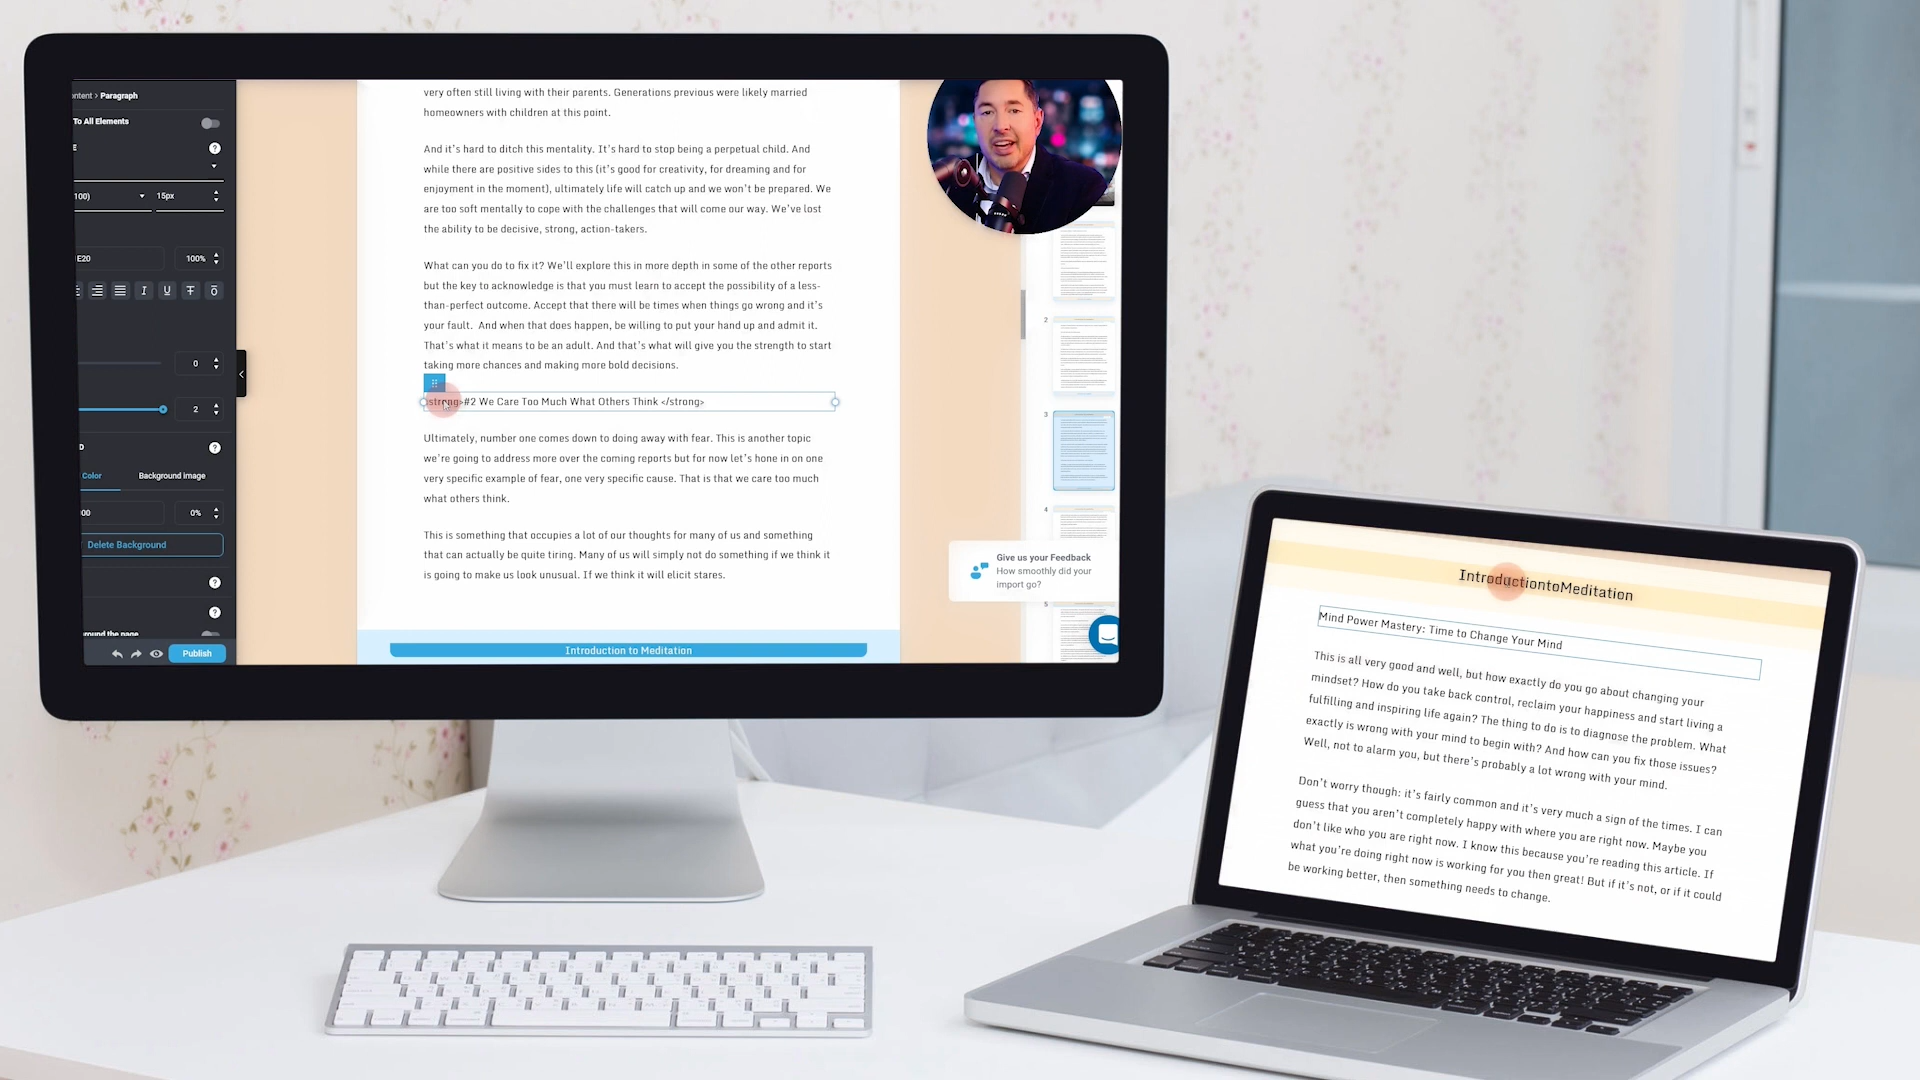 Paragraph
To All Elements
15px
E20
100%
0
2
Color
Background image
00
0%
Delete Background
Publish
very often still living with their parents. Generations previous were likely married
homeowners with children at this point.
And it's hard to ditch this mentality. It's hard to stop being a perpetual child. And
while there are positive sides to this (it's good for creativity, for dreaming and for
enjoyment in the moment), ultimately life will catch up and we won't be prepared. We
are too soft mentally to cope with the challenges that will come our way. We've lost
the ability to be decisive, strong, action-takers.
What can you do to fix it? We'll explore this in more depth in some of the other reports
but the key to acknowledge is that you must learn to accept the possibility of a less-
than-perfect outcome. Accept that there will be times when things go wrong and it's
your fault. And when that does happen, be willing to put your hand up and admit it.
That's what it means to be an adult. And that's what will give you the strength to start
taking more chances and making more bold decisions.
<strong>#2 We Care Too Much What Others Think </strong>
Ultimately, number one comes down to doing away with fear. This is another topic
we're going to address more over the coming reports but for now let's hone in on one
very specific example of fear, one very specific cause. That is that we care too much
what others think.
This is something that occupies a lot of our thoughts for many of us and something
that can actually be quite tiring. Many of us will simply not do something if we think it
is going to make us look unusual. If we think it will elicit stares.
Introduction to Meditation
2
3
4
5
Give us your Feedback
How smoothly did your
import go?
IntroductiontoMeditation
Mind Power Mastery: Time to Change Your Mind
This is all very good and well, but how exactly do you go about changing your
mindset? How do you take back control, reclaim your happiness and start living a
fulfilling and inspiring life again? The thing to do is to diagnose the problem. What
exactly is wrong with your mind to begin with? And how can you fix those issues?
Well, not to alarm you, but there's probably a lot wrong with your mind.
Don't worry though: it's fairly common and it's very much a sign of the times. I can
guess that you aren't completely happy with where you are right now. Maybe you
don't like who you are right now. I know this because you're reading this article. If
what you're doing right now is working for you then great! But if it's not, or if it could
be working better, then something needs to change.